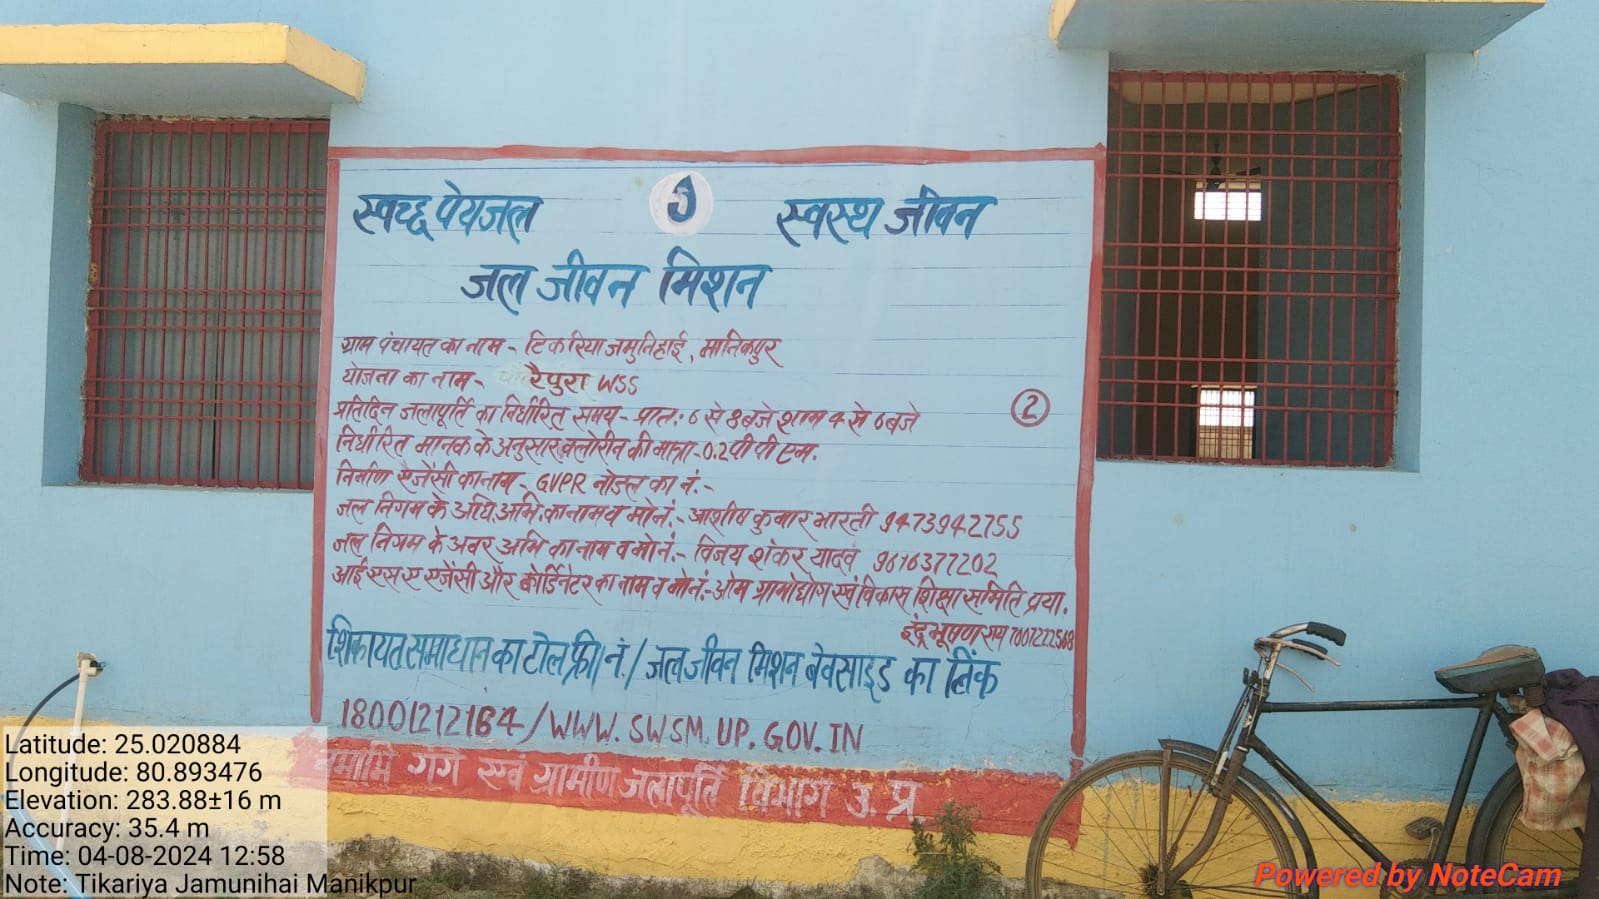 स्वच्छ पेयजल स्वस्थ जीवन
जल जीवन मिशन
ग्राम पंचायत का नाम - टिकरिया जमुनिहाई, मानिकपुर
योजना का नाम - रैपुरा WSS
प्रतिदिन जलापूर्ति का निर्धारित समय - प्रात: 6 से 8 बजे शाम 4 से 6 बजे
2
निर्धारित मानक के अनुसार क्लोरीन की मात्रा - 0.2 पी पी एम.
निर्माण एजेंसी का नाम - GVPR नोडल का नं. -
जल निगम के अधि. अभि. का नाम व मो नं. - आशीष कुमार भारती 9473942755
जल निगम के अवर अभि का नाम व मो नं. - विजय शंकर यादव 9616377202
आई एस ए एजेंसी और कोर्डिनेटर का नाम व मो नं. - ओम ग्रामोद्योग एवं विकास शिक्षा समिति प्रया.
इंद्रभूषण राय 7007222568
शिकायत समाधान का टोल फ्री नं. / जल जीवन मिशन बेवसाइड का लिंक
18001212164 / WWW. SWSM. UP. GOV. IN
नमामि गंगे एवं ग्रामीण जलापूर्ति विभाग उ. प्र.
Latitude: 25.020884
Longitude: 80.893476
Elevation: 283.88±16 m
Accuracy: 35.4 m
Time: 04-08-2024 12:58
Note: Tikariya Jamunihai Manikpur
Powered by NoteCam